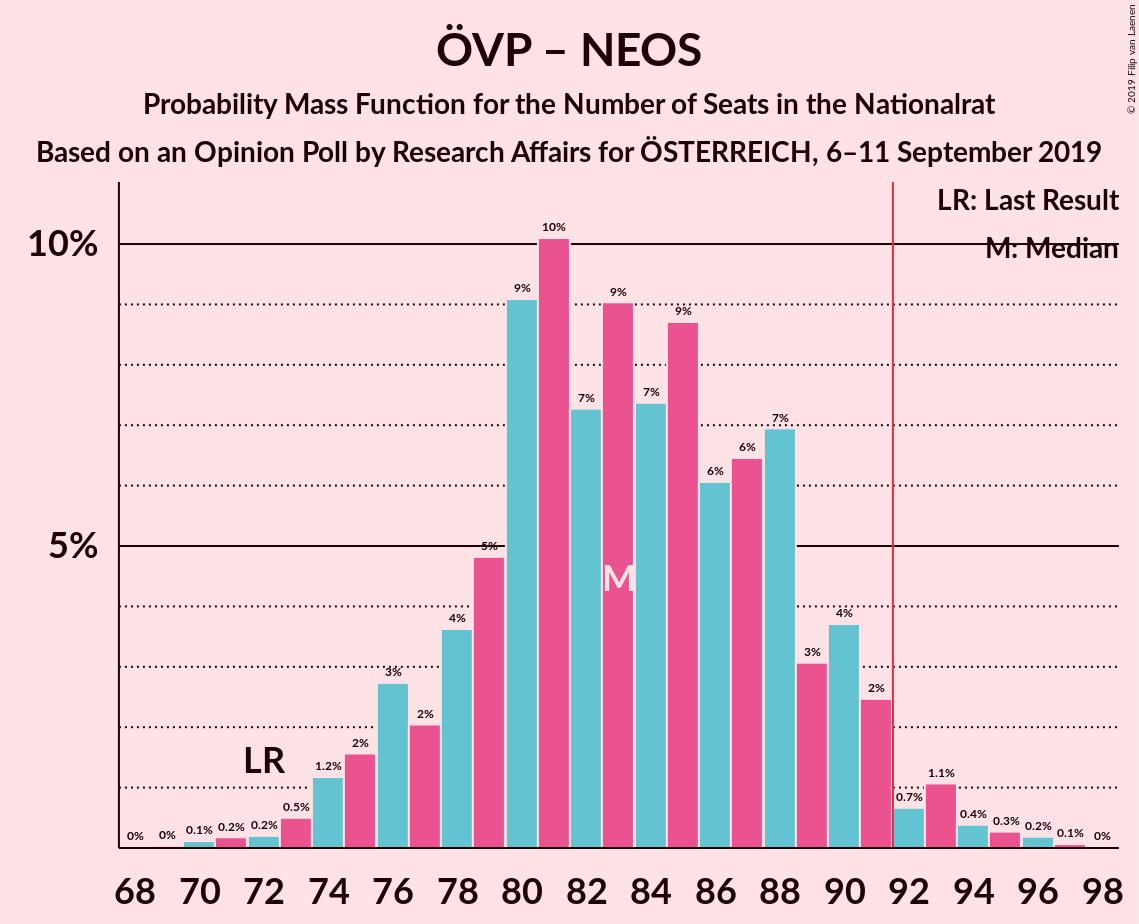 ÖVP – NEOS
Probability Mass Function for the Number of Seats in the Nationalrat
Based on an Opinion Poll by Research Affairs for ÖSTERREICH, 6–11 September 2019
© 2019 Filip van Laenen
LR: Last Result
M: Median
10%
5%
0% 0% 0.1% 0.2% 0.2% 0.5% 1.2% 2% 3% 2% 4% 5% 9% 10% 7% 9% 7% 9% 6% 6% 7% 3% 4% 2% 0.7% 1.1% 0.4% 0.3% 0.2% 0.1% 0%
LR
M
68 70 72 74 76 78 80 82 84 86 88 90 92 94 96 98